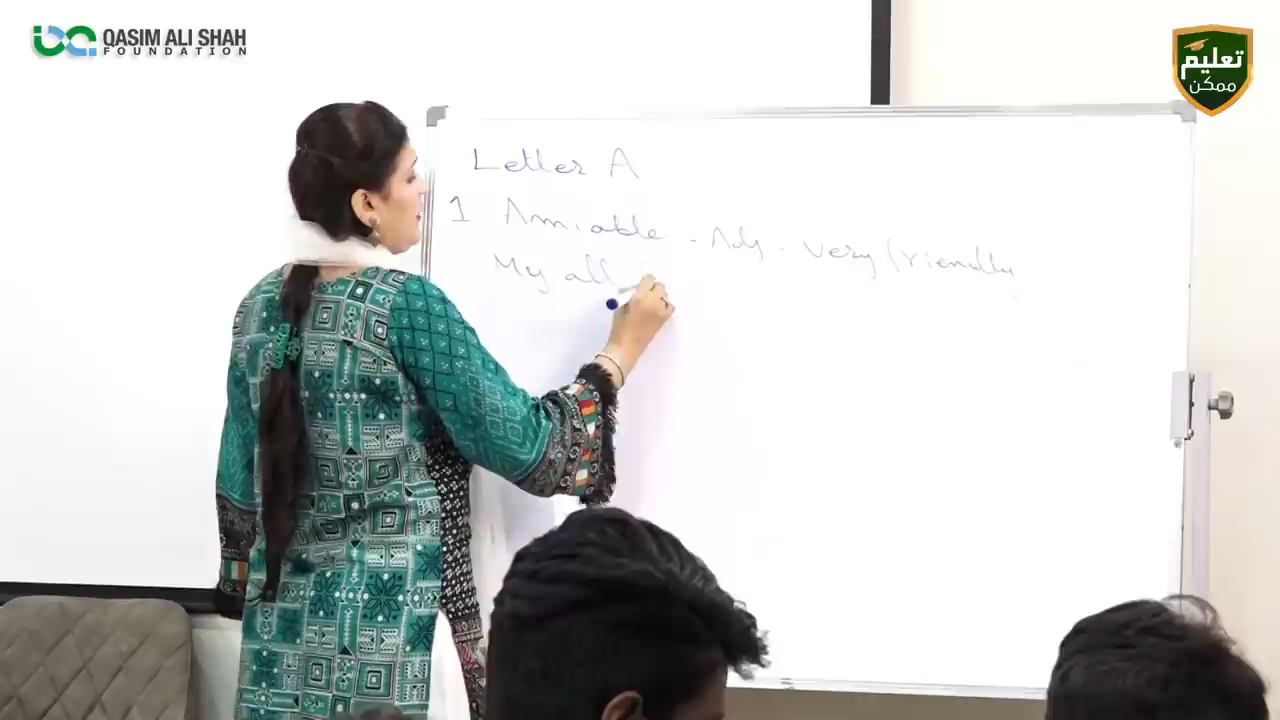 QASIM ALI SHAH
FOUNDATION
تعلیم
ممکن
Letter A
1 Amiable - Adj - Very friendly
My all